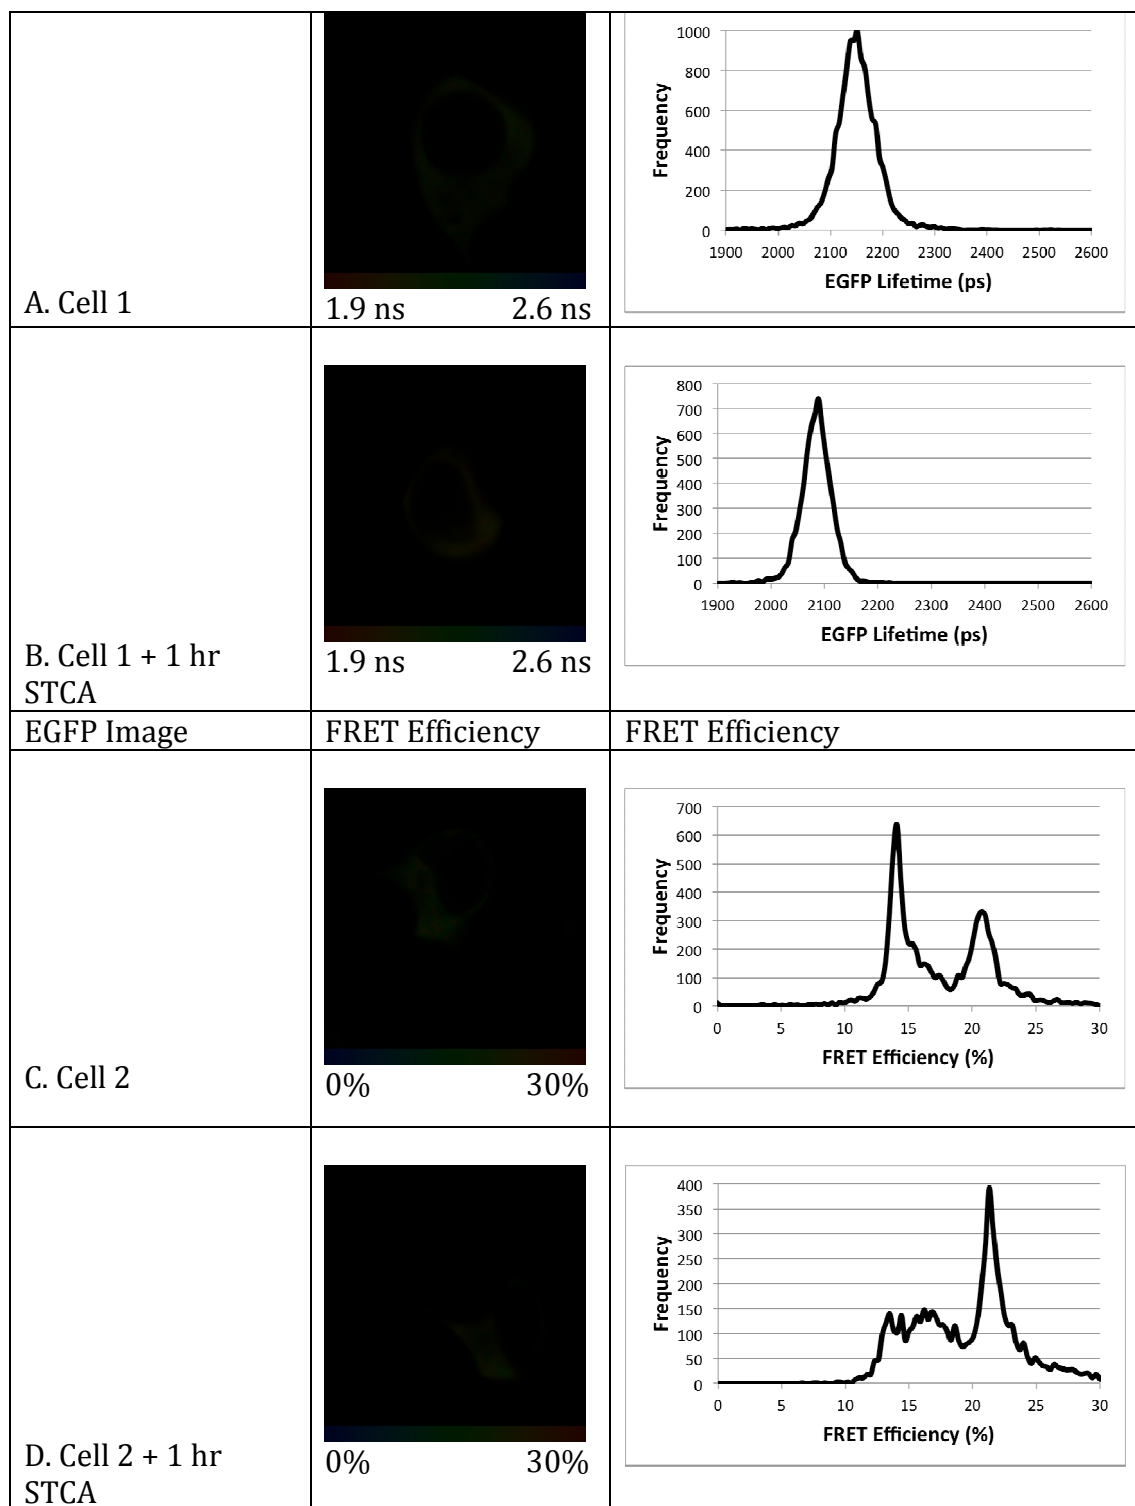 A. Cell 1
1.9 ns 2.6 ns
Frequency
1000
800
600
400
200
0
1900 2000 2100 2200 2300 2400 2500 2600
EGFP Lifetime (ps)
B. Cell 1 + 1 hr
STCA
1.9 ns 2.6 ns
Frequency
800
700
600
500
400
300
200
100
0
1900 2000 2100 2200 2300 2400 2500 2600
EGFP Lifetime (ps)
EGFP Image FRET Efficiency FRET Efficiency
C. Cell 2
0% 30%
Frequency
700
600
500
400
300
200
100
0
0 5 10 15 20 25 30
FRET Efficiency (%)
D. Cell 2 + 1 hr
STCA
0% 30%
Frequency
400
350
300
250
200
150
100
50
0
0 5 10 15 20 25 30
FRET Efficiency (%)